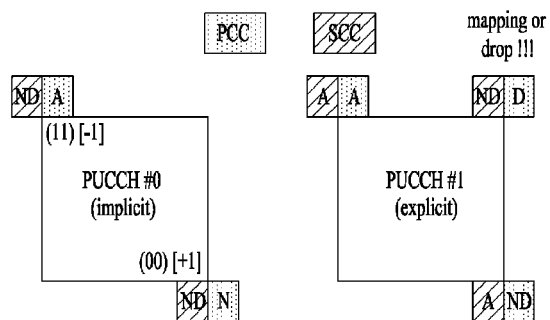 PCC SCC mapping or
drop !!!
ND A A A ND D
(11) [-1]
PUCCH #0 PUCCH #1
(implicit) (explicit)
(00) [+1]
ND N A ND